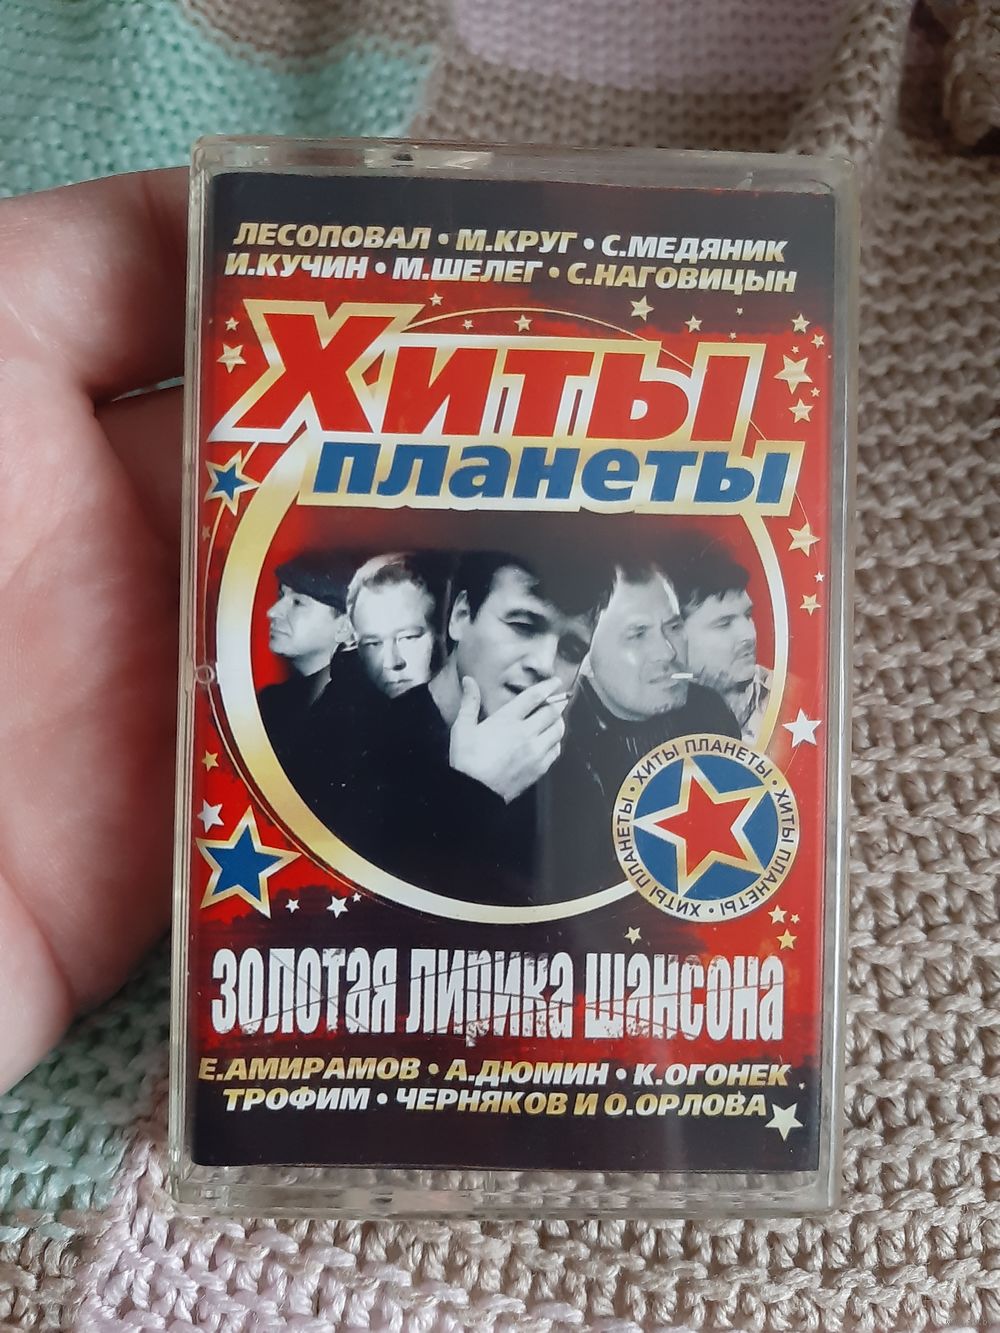 ЛЕСОПОВАЛ • М.КРУГ • С.МЕДЯНИК
И.КУЧИН • М.ШЕЛЕГ • С.НАГОВИЦЫН
Хиты
планеты
ХИТЫ ПЛАНЕТЫ • ХИТЫ ПЛАНЕТЫ • ХИТЫ ПЛАНЕТЫ •
ЗОЛОТАЯ ЛИРИКА ШАНСОНА
Е.АМИРАМОВ • А.ДЮМИН • К.ОГОНЕК
ТРОФИМ • ЧЕРНЯКОВ И О.ОРЛОВА